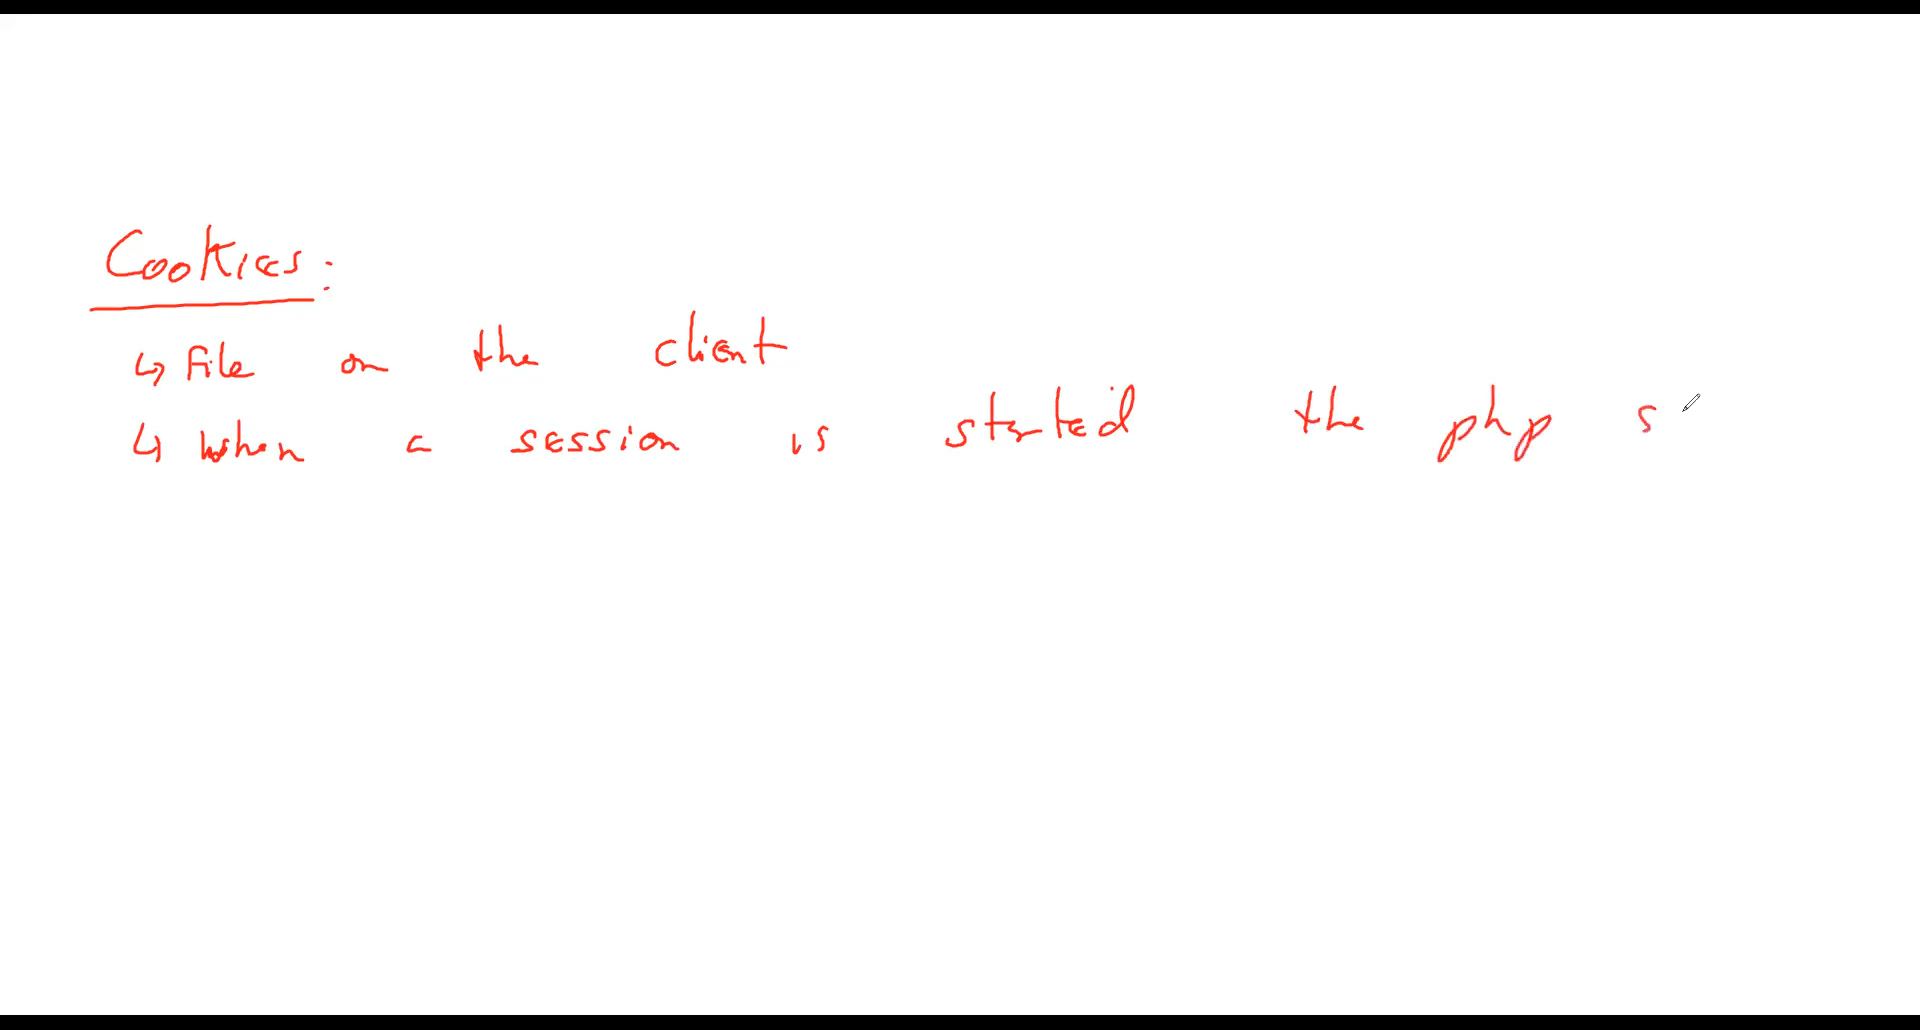 Cookies:
↳ File on the client
↳ when a session is started the php s